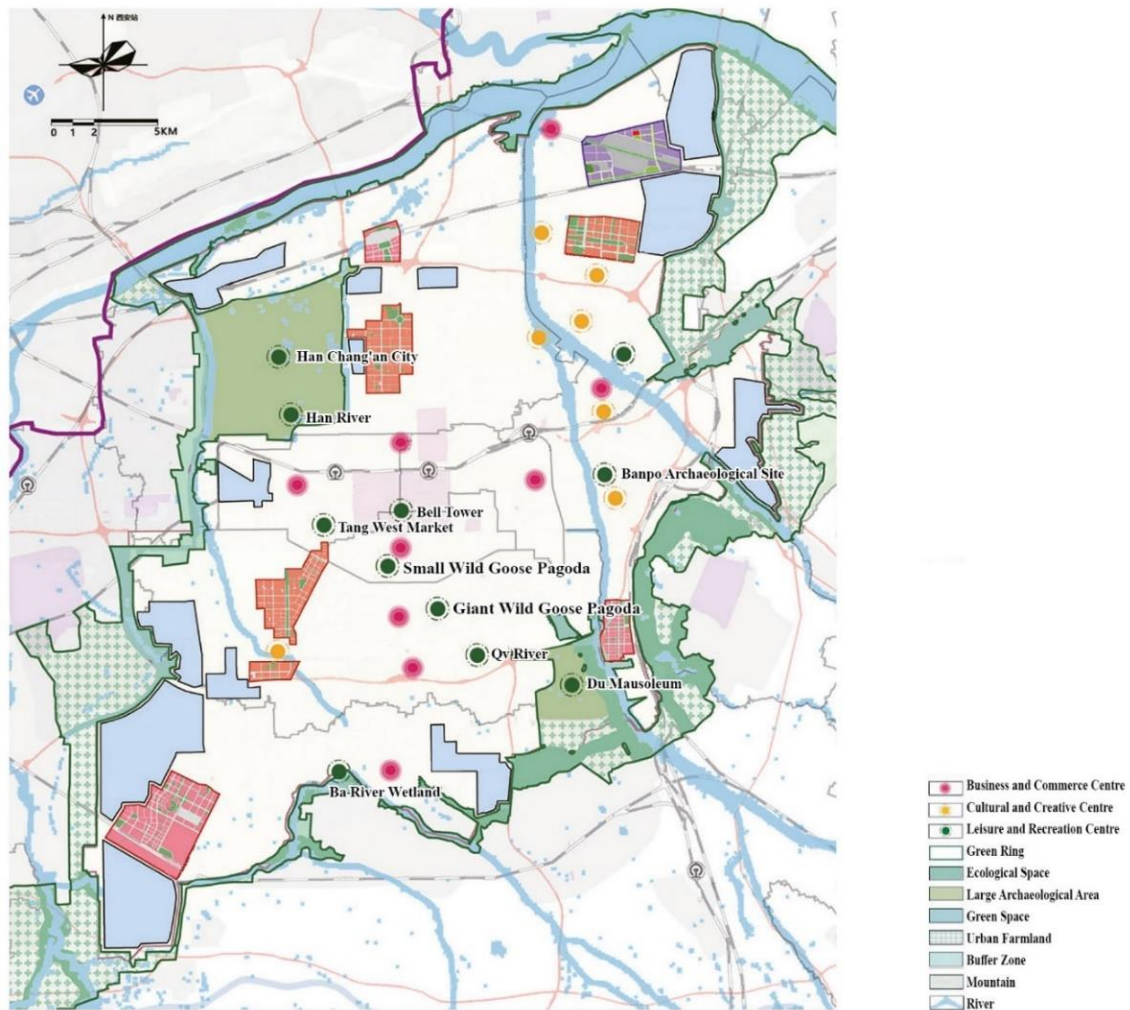 N 西安站
0 1 2 5KM
Han Chang'an City
Han River
Banpo Archaeological Site
Bell Tower
Tang West Market
Small Wild Goose Pagoda
Giant Wild Goose Pagoda
Qv River
Du Mausoleum
Ba River Wetland
Business and Commerce Centre
Cultural and Creative Centre
Leisure and Recreation Centre
Green Ring
Ecological Space
Large Archaeological Area
Green Space
Urban Farmland
Buffer Zone
Mountain
River